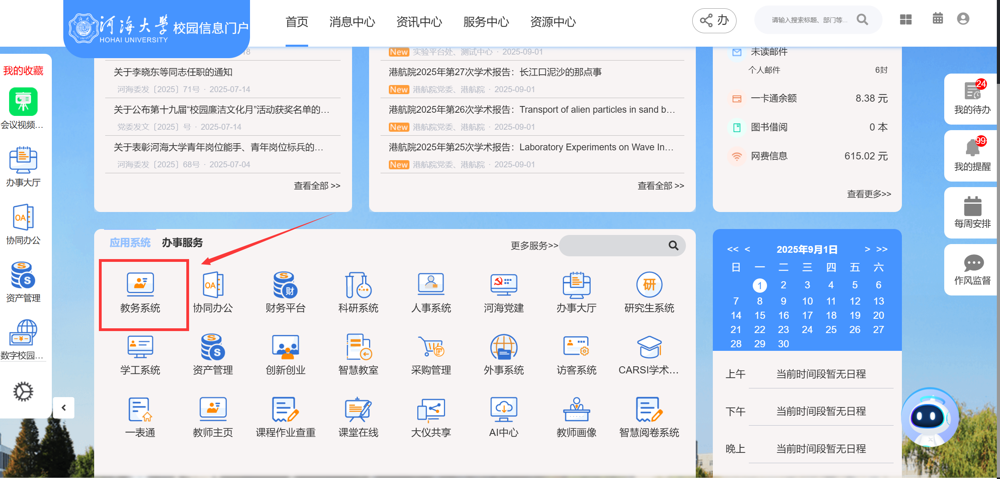 河海大学 校园信息门户
HOHAI UNIVERSITY
首页 消息中心 资讯中心 服务中心 资源中心
办
请输入搜索标题、部门等...
我的收藏
会议视频...
办事大厅
OA
协同办公
资产管理
数字校园...
18
关于李晓东等同志任职的通知
河海委发〔2025〕71号 · 2025-07-14
关于公布第十九届“校园廉洁文化月”活动获奖名单的...
党委发文〔2025〕号 · 2025-07-14
关于表彰河海大学青年岗位能手、青年岗位标兵的...
河海委发〔2025〕68号 · 2025-07-04
查看全部 >>
New 实验平台处、测试中心 · 2025-09-01
港航院2025年第27次学术报告：长江口泥沙的那点事
New 港航院党委、港航院 · 2025-09-01
港航院2025年第26次学术报告：Transport of alien particles in sand b...
New 港航院党委、港航院 · 2025-09-01
港航院2025年第25次学术报告：Laboratory Experiments on Wave In...
New 港航院党委、港航院 · 2025-09-01
查看全部 >>
未读邮件
个人邮件 6封
一卡通余额 8.38 元
图书借阅 0 本
网费信息 615.02 元
查看更多>>
24
我的待办
99
我的提醒
每周安排
作风监督
应用系统 办事服务
更多服务>>
OA 财 研
教务系统 协同办公 财务平台 科研系统 人事系统 河海党建 办事大厅 研究生系统
学工系统 资产管理 创新创业 智慧教室 采购管理 外事系统 访客系统 CARSI学术...
一表通 教师主页 课程作业查重 课堂在线 大仪共享 AI中心 教师画像 智慧阅卷系统
<< < 2025年9月1日 > >>
日 一 二 三 四 五 六
1 2 3 4 5 6
7 8 9 10 11 12 13
14 15 16 17 18 19 20
21 22 23 24 25 26 27
28 29 30
上午 当前时间段暂无日程
下午 当前时间段暂无日程
晚上 当前时间段暂无日程